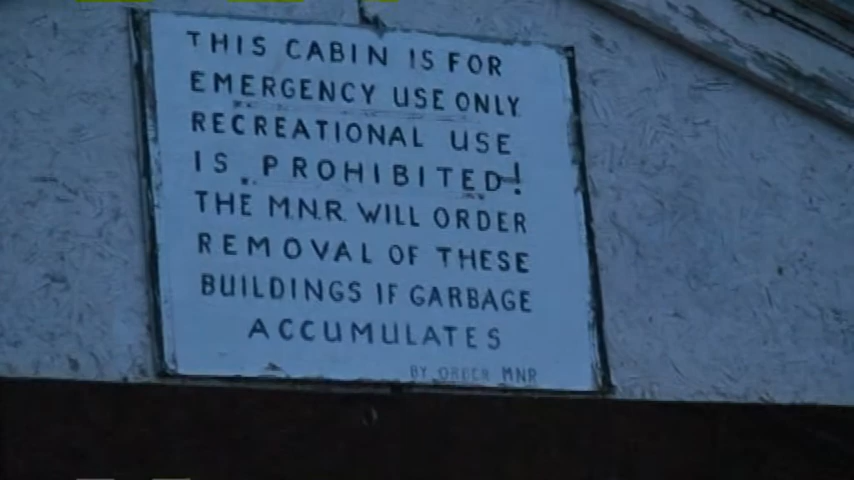 THIS CABIN IS FOR
EMERGENCY USE ONLY
RECREATIONAL USE
IS PROHIBITED!
THE M.N.R. WILL ORDER
REMOVAL OF THESE
BUILDINGS IF GARBAGE
ACCUMULATES
BY ORDER MNR